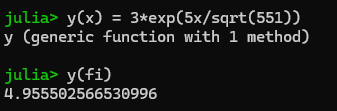 julia> y(x) = 3*exp(5x/sqrt(551))
y (generic function with 1 method)
julia> y(fi)
4.955502566530996